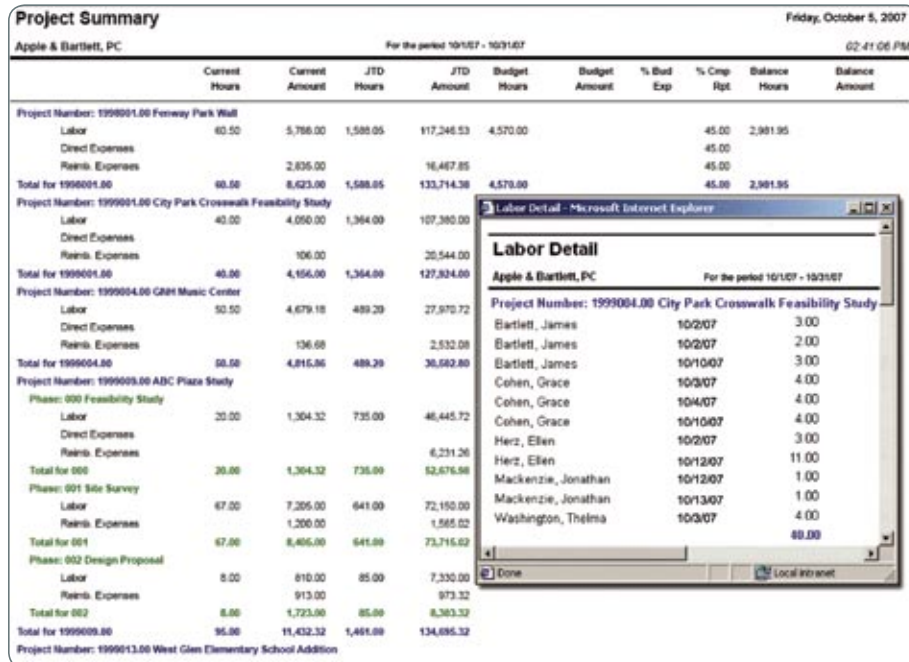 Project Summary Friday, October 5, 2007
Apple & Bartlett, PC For the period 10/1/07 - 10/31/07 02:41:06 PM
Current Hours Current Amount JTD Hours JTD Amount Budget Hours Budget Amount % Bud Exp % Cmp Rpt Balance Hours Balance Amount
Project Number: 1998001.00 Fenway Park Wall
Labor 60.50 5,788.00 1,588.05 117,246.53 4,570.00 45.00 2,981.95
Direct Expenses 45.00
Reimb. Expenses 2,835.00 16,467.85 45.00
Total for 1998001.00 60.50 8,623.00 1,588.05 133,714.38 4,570.00 45.00 2,981.95
Project Number: 1999001.00 City Park Crosswalk Feasibility Study
Labor 40.00 4,050.00 1,364.00 107,380.00
Direct Expenses
Reimb. Expenses 106.00 20,544.00
Total for 1999001.00 40.00 4,156.00 1,364.00 127,924.00
Project Number: 1999004.00 GNH Music Center
Labor 50.50 4,679.18 489.20 27,970.72
Direct Expenses
Reimb. Expenses 136.68 2,532.08
Total for 1999004.00 50.50 4,815.86 489.20 30,502.80
Project Number: 1999009.00 ABC Plaza Study
Phase: 000 Feasibility Study
Labor 20.00 1,304.32 735.00 46,445.72
Direct Expenses
Reimb. Expenses 6,231.26
Total for 000 20.00 1,304.32 735.00 52,676.98
Phase: 001 Site Survey
Labor 67.00 7,205.00 641.00 72,150.00
Reimb. Expenses 1,200.00 1,565.02
Total for 001 67.00 8,405.00 641.00 73,715.02
Phase: 002 Design Proposal
Labor 8.00 810.00 85.00 7,330.00
Reimb. Expenses 913.00 973.32
Total for 002 8.00 1,723.00 85.00 8,303.32
Total for 1999009.00 95.00 11,432.32 1,461.00 134,695.32
Project Number: 1999013.00 West Glen Elementary School Addition
Labor Detail - Microsoft Internet Explorer
Labor Detail
Apple & Bartlett, PC For the period 10/1/07 - 10/31/07
Project Number: 1999004.00 City Park Crosswalk Feasibility Study
Bartlett, James 10/2/07 3.00
Bartlett, James 10/2/07 2.00
Bartlett, James 10/10/07 3.00
Cohen, Grace 10/3/07 4.00
Cohen, Grace 10/4/07 4.00
Cohen, Grace 10/10/07 4.00
Herz, Ellen 10/2/07 3.00
Herz, Ellen 10/12/07 11.00
Mackenzie, Jonathan 10/12/07 1.00
Mackenzie, Jonathan 10/13/07 1.00
Washington, Thelma 10/3/07 4.00
40.00
Done Local intranet